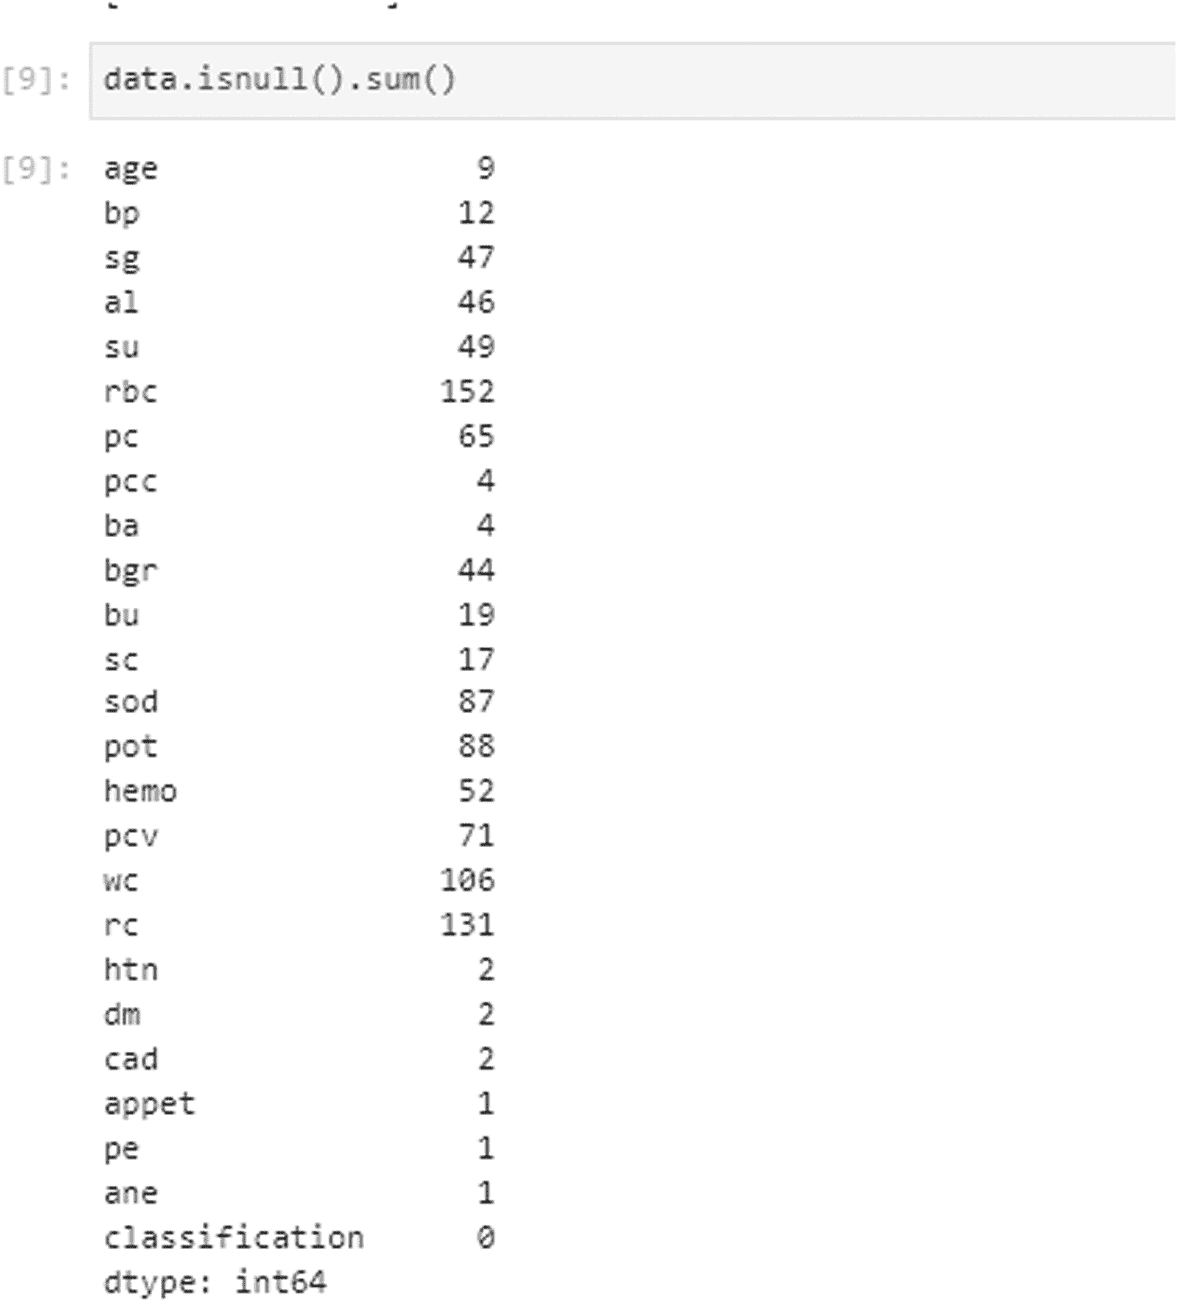 [9]: data.isnull().sum()
[9]: age 9
bp 12
sg 47
al 46
su 49
rbc 152
pc 65
pcc 4
ba 4
bgr 44
bu 19
sc 17
sod 87
pot 88
hemo 52
pcv 71
wc 106
rc 131
htn 2
dm 2
cad 2
appet 1
pe 1
ane 1
classification 0
dtype: int64